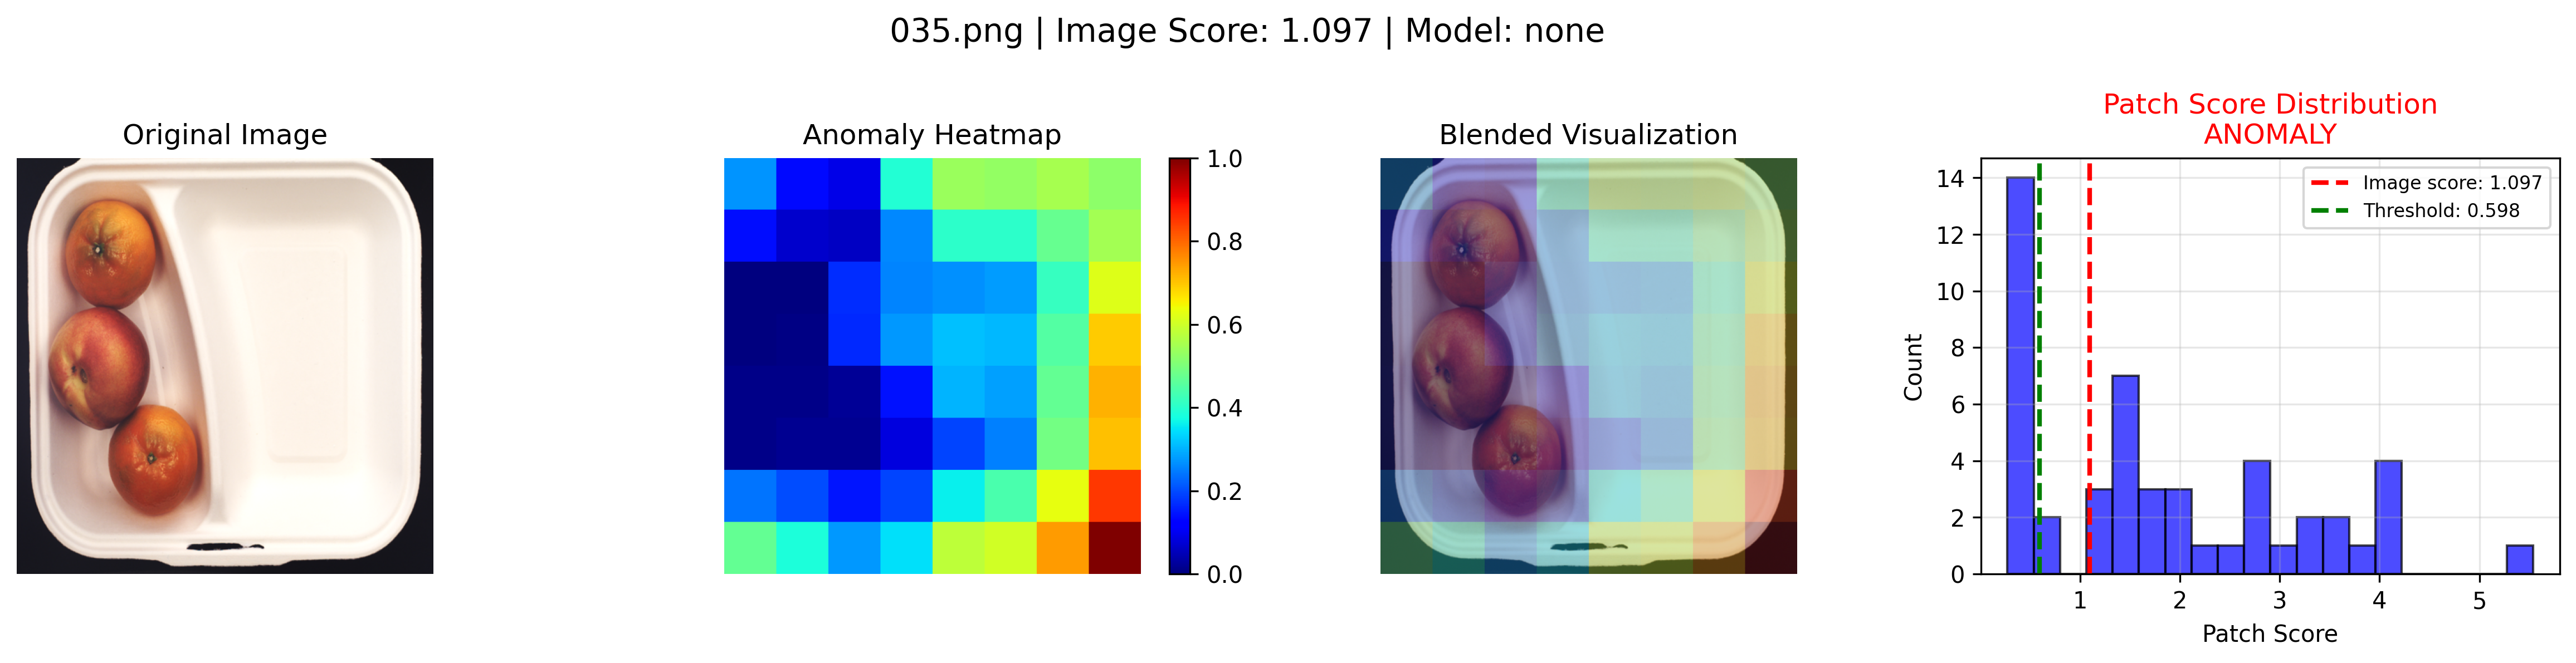 035.png | Image Score: 1.097 | Model: none
Original Image
Anomaly Heatmap
1.0
0.8
0.6
0.4
0.2
0.0
Blended Visualization
Patch Score Distribution
ANOMALY
Image score: 1.097
Threshold: 0.598
Count
14
12
10
8
6
4
2
0
1 2 3 4 5
Patch Score